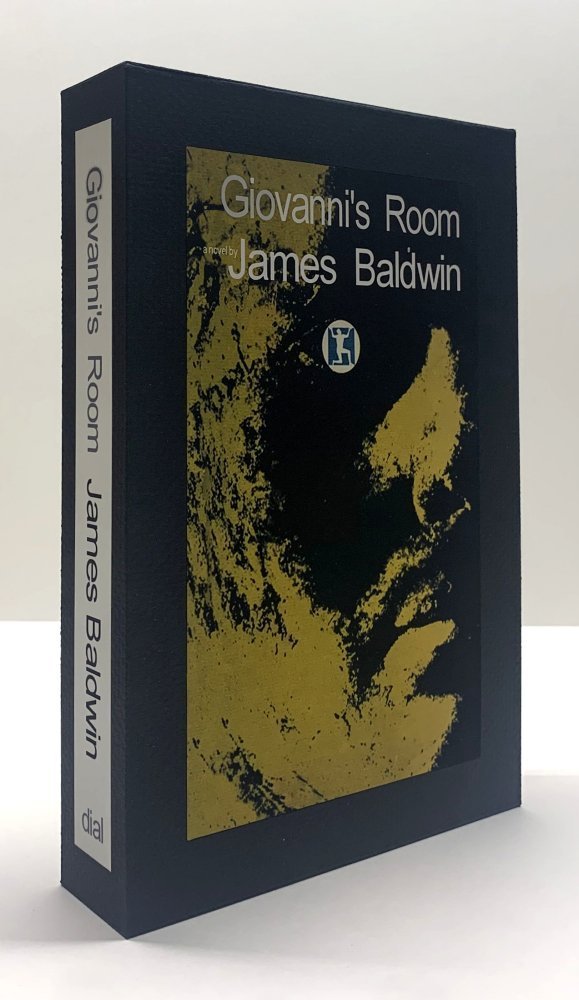 Giovanni's Room
a novel by James Baldwin
Giovanni's Room James Baldwin dial